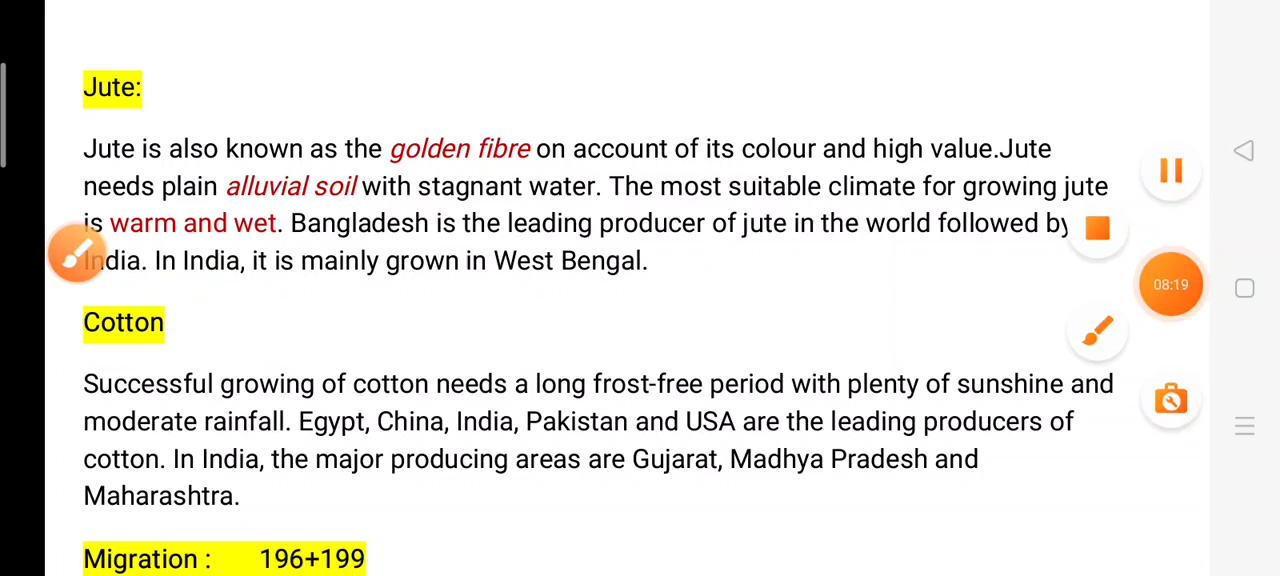 Jute:
Jute is also known as the golden fibre on account of its colour and high value.Jute
needs plain alluvial soil with stagnant water. The most suitable climate for growing jute
is warm and wet. Bangladesh is the leading producer of jute in the world followed by
India. In India, it is mainly grown in West Bengal.
08:19
Cotton
Successful growing of cotton needs a long frost-free period with plenty of sunshine and
moderate rainfall. Egypt, China, India, Pakistan and USA are the leading producers of
cotton. In India, the major producing areas are Gujarat, Madhya Pradesh and
Maharashtra.
Migration : 196+199